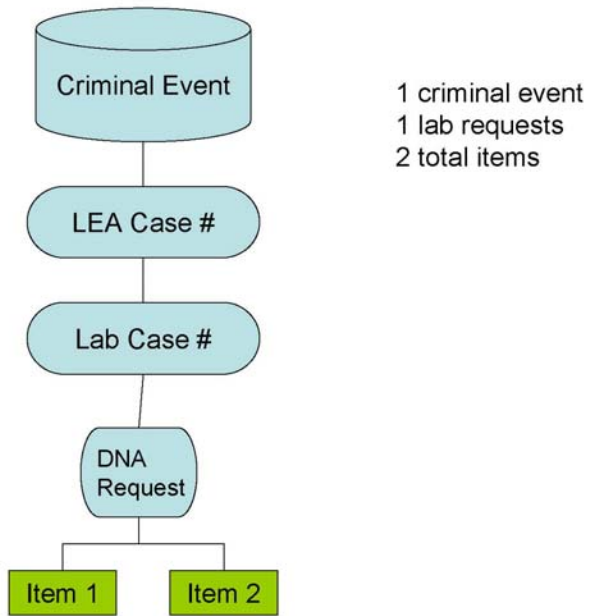 Criminal Event
1 criminal event
1 lab requests
2 total items
LEA Case #
Lab Case #
DNA
Request
Item 1
Item 2